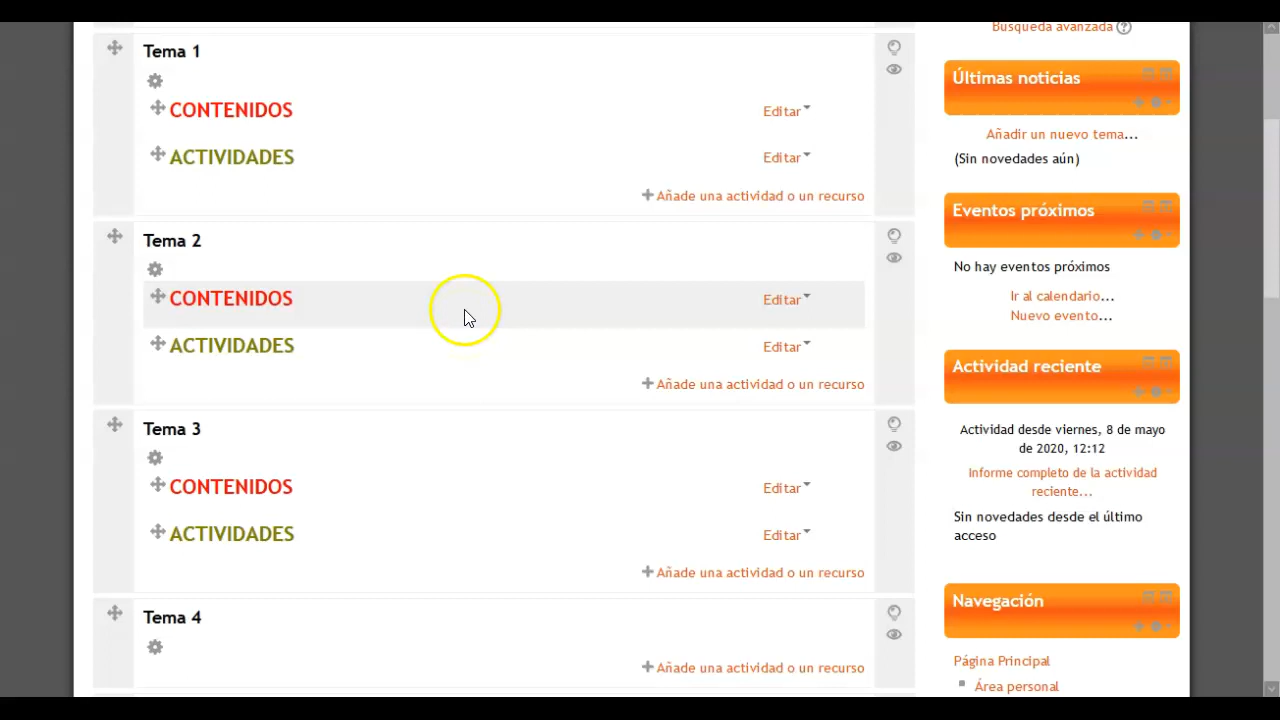 Tema 1
CONTENIDOS
Editar
ACTIVIDADES
Editar
Añade una actividad o un recurso
Tema 2
CONTENIDOS
Editar
ACTIVIDADES
Editar
Añade una actividad o un recurso
Tema 3
CONTENIDOS
Editar
ACTIVIDADES
Editar
Añade una actividad o un recurso
Tema 4
Añade una actividad o un recurso
Búsqueda avanzada
Últimas noticias
Añadir un nuevo tema...
(Sin novedades aún)
Eventos próximos
No hay eventos próximos
Ir al calendario...
Nuevo evento...
Actividad reciente
Actividad desde viernes, 8 de mayo
de 2020, 12:12
Informe completo de la actividad
reciente...
Sin novedades desde el último
acceso
Navegación
Página Principal
Área personal